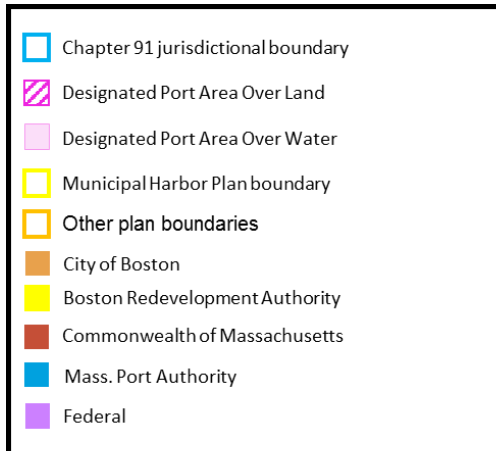 Chapter 91 jurisdictional boundary
Designated Port Area Over Land
Designated Port Area Over Water
Municipal Harbor Plan boundary
Other plan boundaries
City of Boston
Boston Redevelopment Authority
Commonwealth of Massachusetts
Mass. Port Authority
Federal